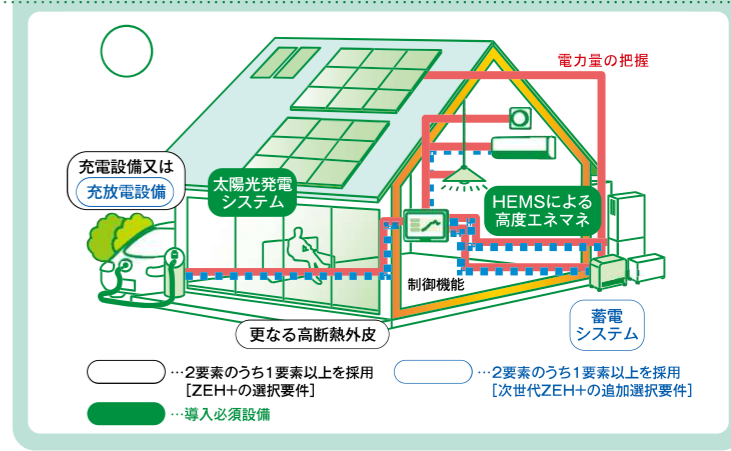 電力量の把握
充電設備又は
充放電設備
太陽光発電
システム
HEMSによる
高度エネマネ
制御機能
更なる高断熱外皮
蓄電
システム
…2要素のうち1要素以上を採用
[ZEH+の選択要件]
…2要素のうち1要素以上を採用
[次世代ZEH+の追加選択要件]
…導入必須設備